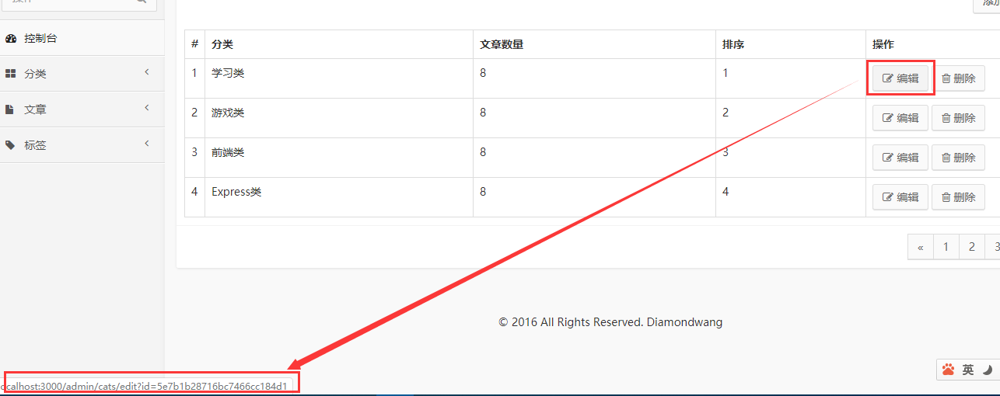 操作
添加
控制台
分类
文章
标签
# 分类 文章数量 排序 操作
1 学习类 8 1 编辑 删除
2 游戏类 8 2 编辑 删除
3 前端类 8 3 编辑 删除
4 Express类 8 4 编辑 删除
« 1 2 3
© 2016 All Rights Reserved. Diamondwang
英
ocalhost:3000/admin/cats/edit?id=5e7b1b28716bc7466cc184d1